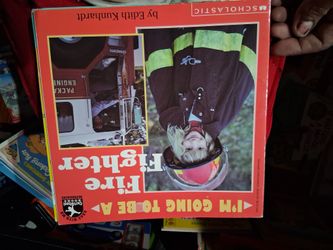 I'M GOING TO BE A
Fire
Fighter
by Edith Kunhardt
SCHOLASTIC